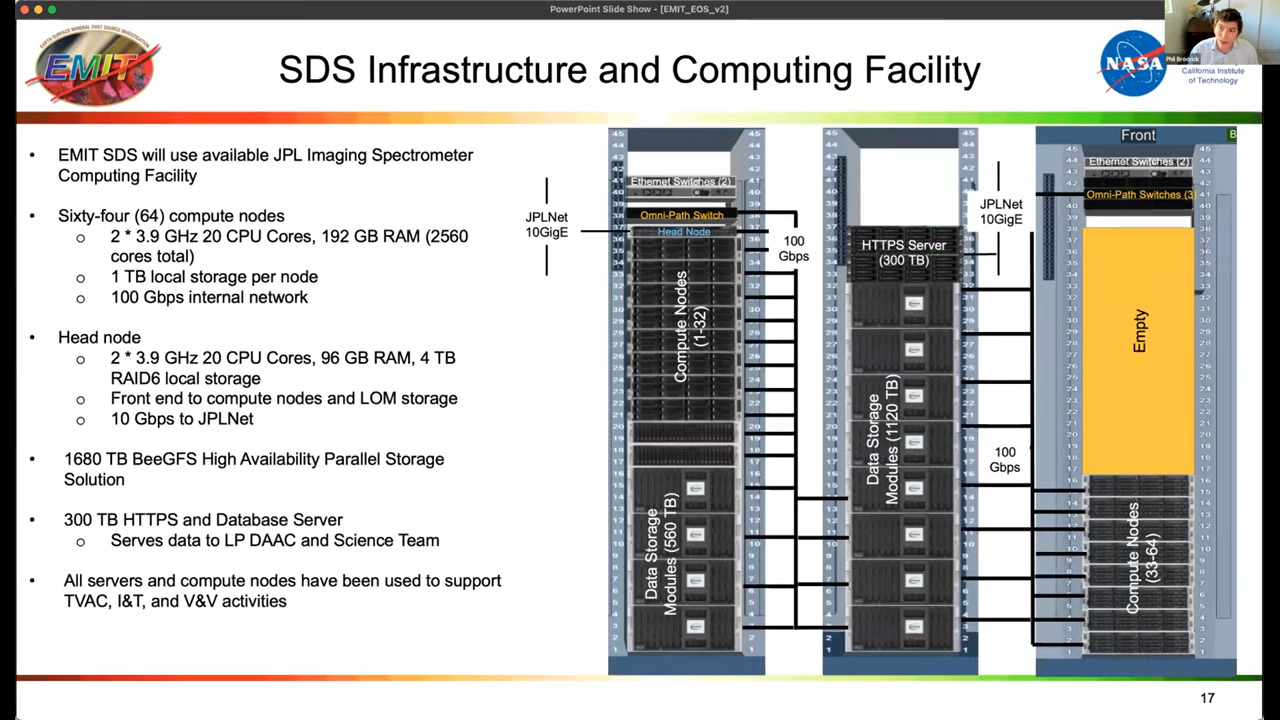 PowerPoint Slide Show - [EMIT_EOS_v2]
EARTH SURFACE MINERAL DUST SOURCE INVESTIGATION
EMIT
SDS Infrastructure and Computing Facility
NASA
Phil Brodrick
California Institute
of Technology
• EMIT SDS will use available JPL Imaging Spectrometer
Computing Facility
• Sixty-four (64) compute nodes
o 2 * 3.9 GHz 20 CPU Cores, 192 GB RAM (2560
cores total)
o 1 TB local storage per node
o 100 Gbps internal network
• Head node
o 2 * 3.9 GHz 20 CPU Cores, 96 GB RAM, 4 TB
RAID6 local storage
o Front end to compute nodes and LOM storage
o 10 Gbps to JPLNet
• 1680 TB BeeGFS High Availability Parallel Storage
Solution
• 300 TB HTTPS and Database Server
o Serves data to LP DAAC and Science Team
• All servers and compute nodes have been used to support
TVAC, I&T, and V&V activities
JPLNet
10GigE
Ethernet Switches (2)
Omni-Path Switch
Head Node
Compute Nodes
(1-32)
Data Storage
Modules (560 TB)
100
Gbps
HTTPS Server
(300 TB)
Data Storage
Modules (1120 TB)
JPLNet
10GigE
100
Gbps
Front
B
Ethernet Switches (2)
Omni-Path Switches (3
Empty
Compute Nodes
(33-64)
17